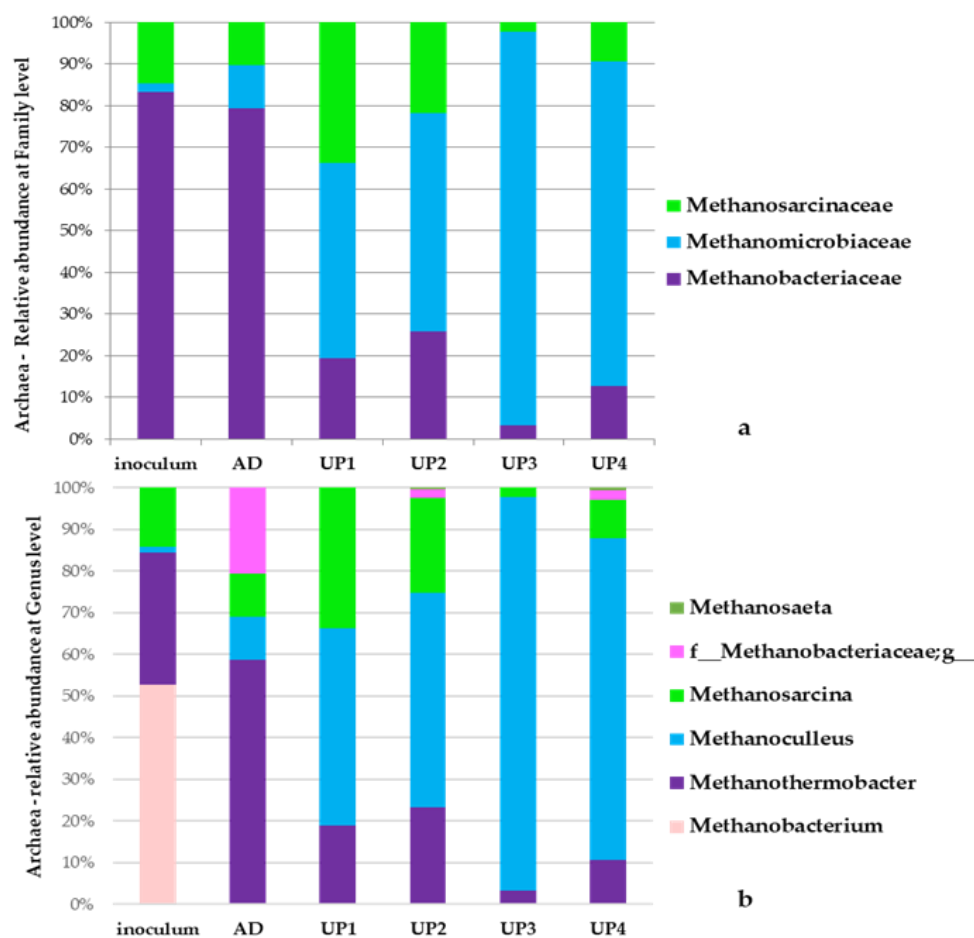 Archaea - Relative abundance at Family level
100%
90%
80%
70%
60%
50%
40%
30%
20%
10%
0%
inoculum AD UP1 UP2 UP3 UP4
Methanosarcinaceae
Methanomicrobiaceae
Methanobacteriaceae
a
Archaea - relative abundance at Genus level
100%
90%
80%
70%
60%
50%
40%
30%
20%
10%
0%
inoculum AD UP1 UP2 UP3 UP4
Methanosaeta
f__Methanobacteriaceae;g__
Methanosarcina
Methanoculleus
Methanothermobacter
Methanobacterium
b